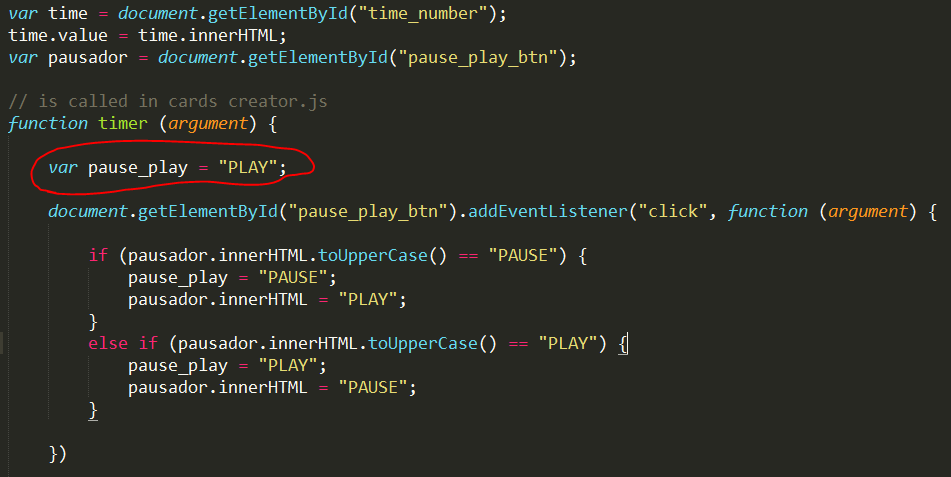 var time = document.getElementById("time_number");
time.value = time.innerHTML;
var pausador = document.getElementById("pause_play_btn");
// is called in cards creator.js
function timer (argument) {
var pause_play = "PLAY";
document.getElementById("pause_play_btn").addEventListener("click", function (argument) {
if (pausador.innerHTML.toUpperCase() == "PAUSE") {
pause_play = "PAUSE";
pausador.innerHTML = "PLAY";
}
else if (pausador.innerHTML.toUpperCase() == "PLAY") {
pause_play = "PLAY";
pausador.innerHTML = "PAUSE";
}
})